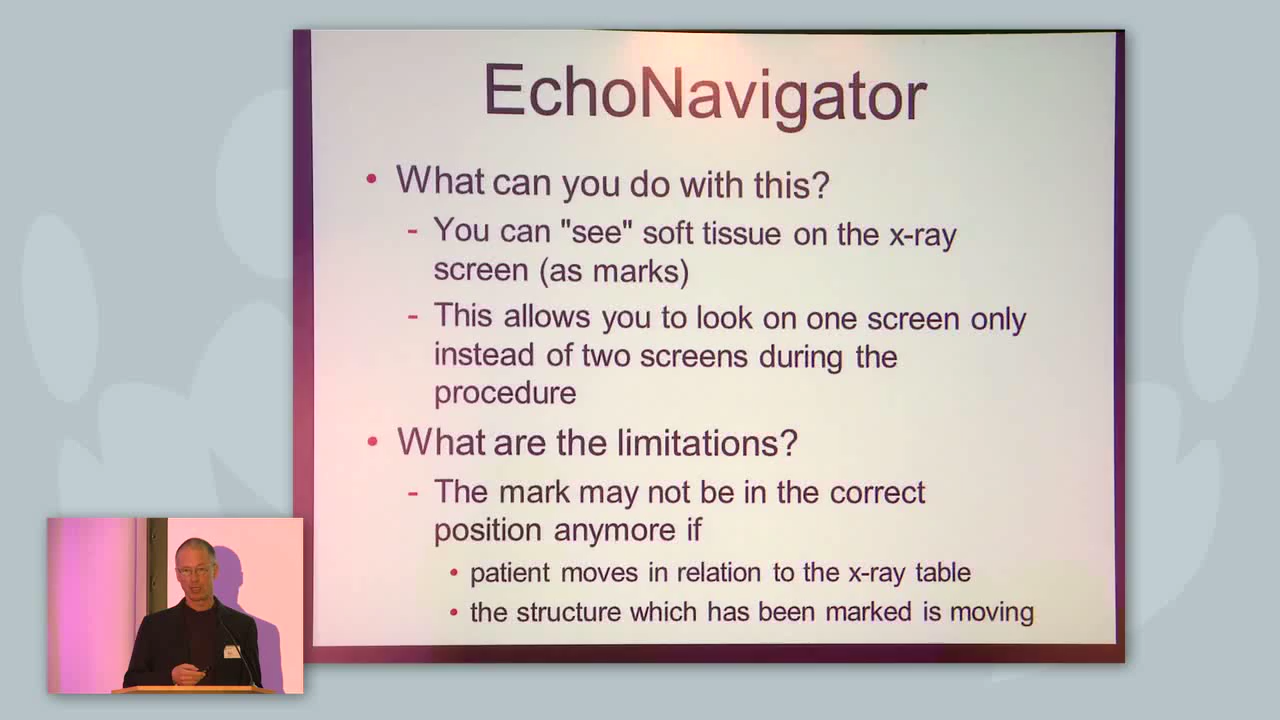 EchoNavigator
• What can you do with this?
- You can "see" soft tissue on the x-ray
screen (as marks)
- This allows you to look on one screen only
instead of two screens during the
procedure
• What are the limitations?
- The mark may not be in the correct
position anymore if
• patient moves in relation to the x-ray table
• the structure which has been marked is moving